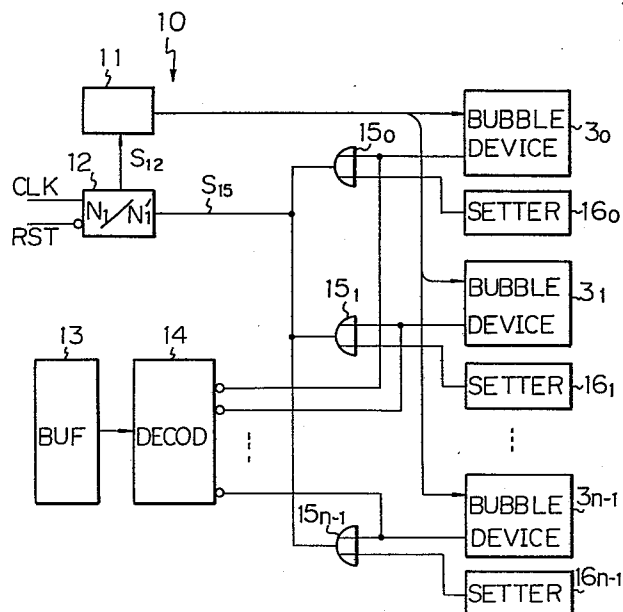 10
11
BUBBLE
DEVICE
3₀
15₀
S₁₂
12
CLK
N₁/N₁'
RST
S₁₅
SETTER
16₀
BUBBLE
DEVICE
3₁
15₁
13
14
SETTER
16₁
BUF
DECOD
BUBBLE
DEVICE
3n-1
15n-1
SETTER
16n-1